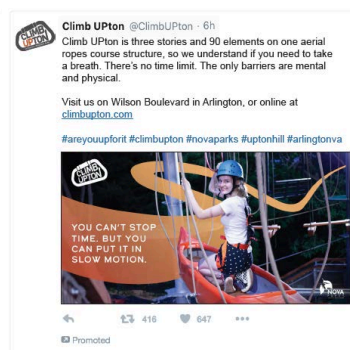 CLIMB UPTON
Climb UPton @ClimbUPton · 6h
Climb UPton is three stories and 90 elements on one aerial
ropes course structure, so we understand if you need to take
a breath. There's no time limit. The only barriers are mental
and physical.
Visit us on Wilson Boulevard in Arlington, or online at
climbupton.com
#areyouupforit #climbupton #novaparks #uptonhill #arlingtonva
CLIMB
UPTON
YOU CAN'T STOP
TIME. BUT YOU
CAN PUT IT IN
SLOW MOTION.
NOVA
416 647
Promoted